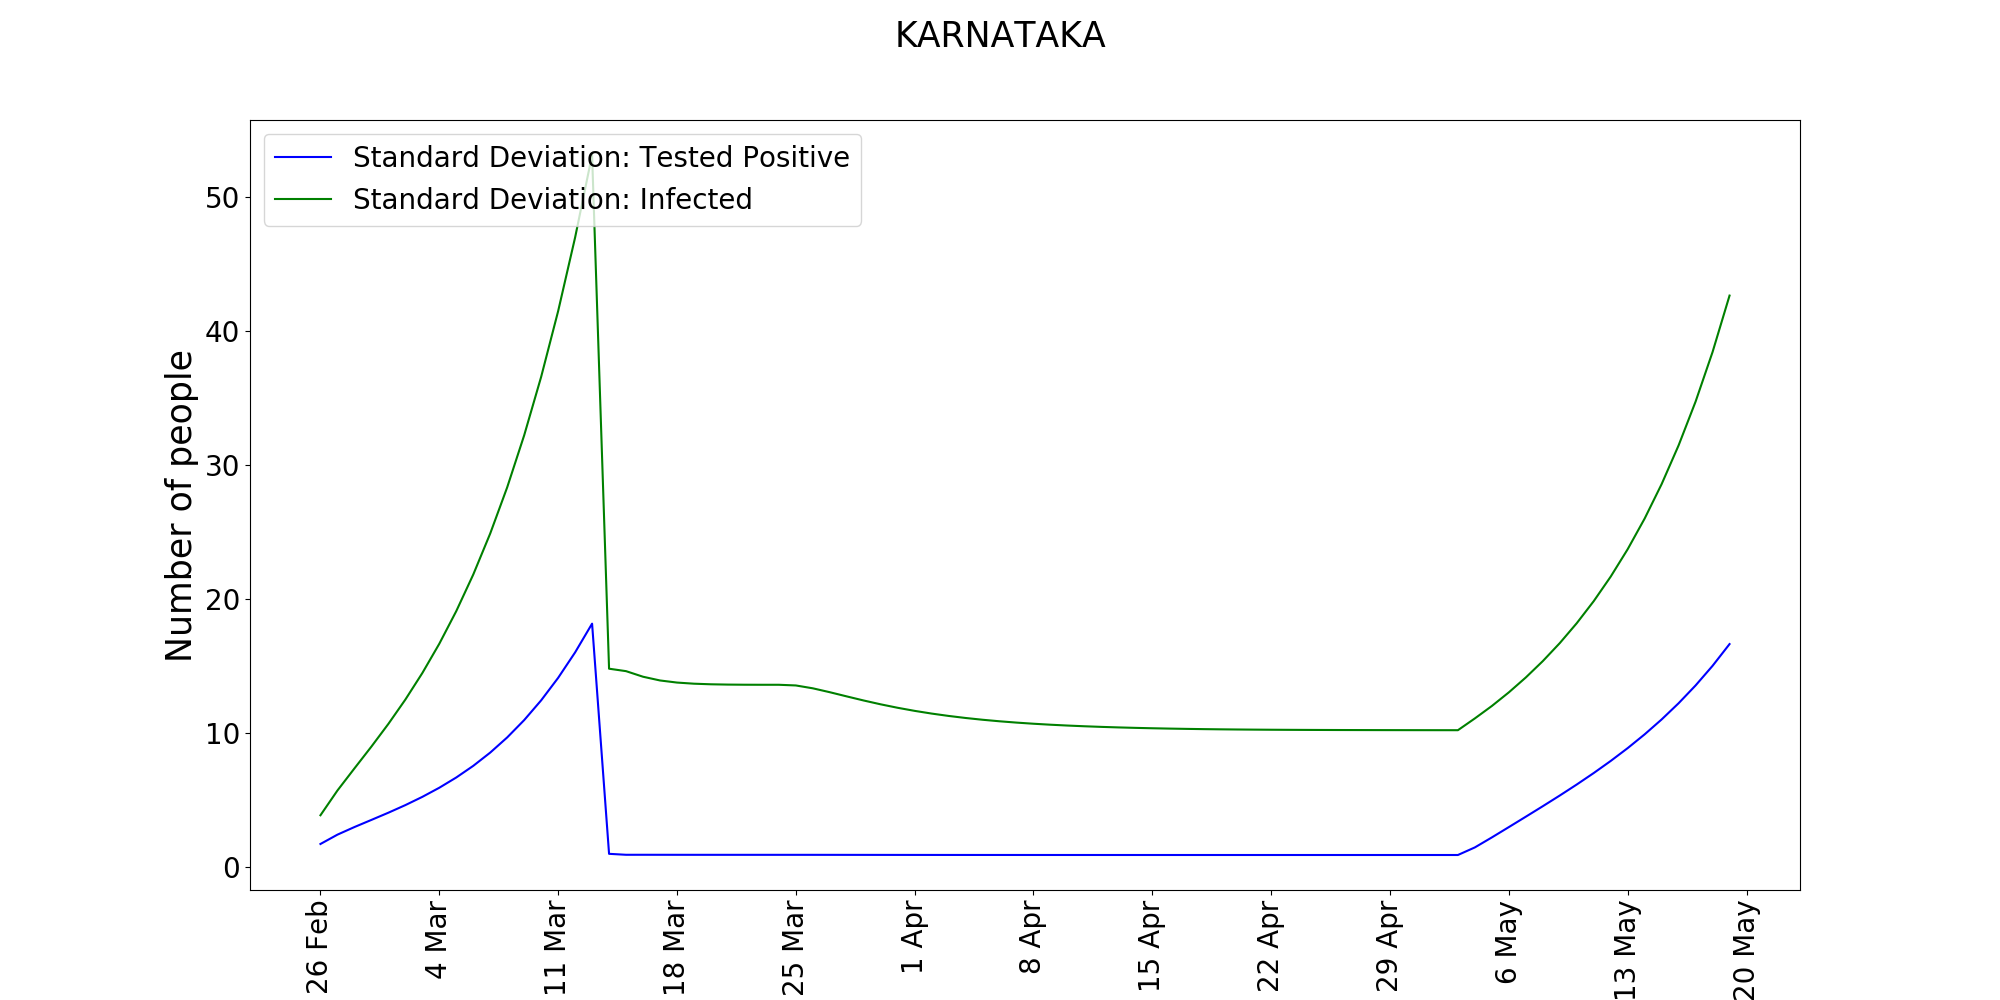 KARNATAKA
Standard Deviation: Tested Positive
Standard Deviation: Infected
Number of people
50
40
30
20
10
0
26 Feb
4 Mar
11 Mar
18 Mar
25 Mar
1 Apr
8 Apr
15 Apr
22 Apr
29 Apr
6 May
13 May
20 May